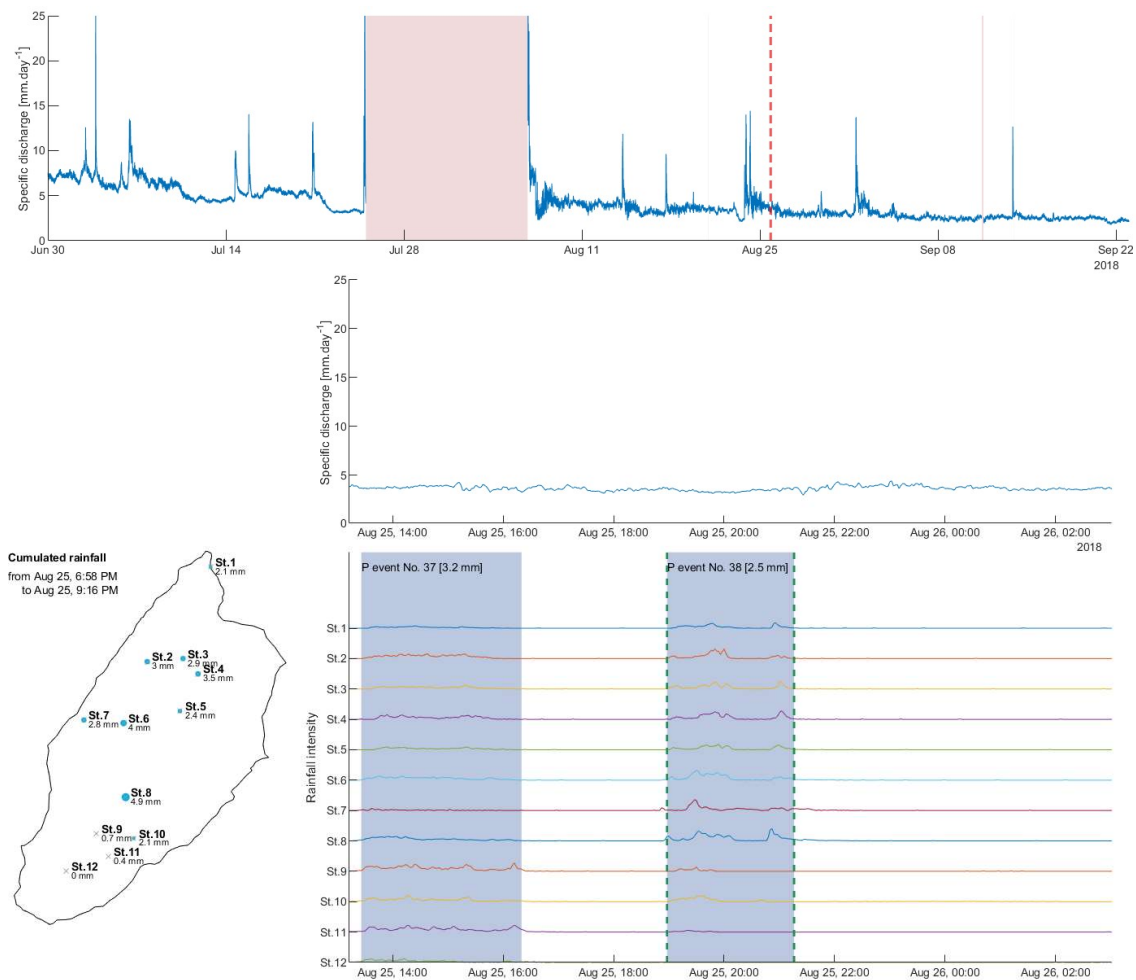 25
20
15
10
5
0
Specific discharge [mm.day⁻¹]
Jun 30
Jul 14
Jul 28
Aug 11
Aug 25
Sep 08
Sep 22
2018
25
20
15
10
5
0
Specific discharge [mm.day⁻¹]
Aug 25, 14:00
Aug 25, 16:00
Aug 25, 18:00
Aug 25, 20:00
Aug 25, 22:00
Aug 26, 00:00
Aug 26, 02:00
2018
Cumulated rainfall
from Aug 25, 6:58 PM
to Aug 25, 9:16 PM
St.1
2.1 mm
St.2
3 mm
St.3
2.9 mm
St.4
3.5 mm
St.5
2.4 mm
St.7
2.8 mm
St.6
4 mm
St.8
4.9 mm
St.9
0.7 mm
St.10
2.1 mm
St.11
0.4 mm
St.12
0 mm
P event No. 37 [3.2 mm]
P event No. 38 [2.5 mm]
Rainfall intensity
St.1
St.2
St.3
St.4
St.5
St.6
St.7
St.8
St.9
St.10
St.11
St.12
Aug 25, 14:00
Aug 25, 16:00
Aug 25, 18:00
Aug 25, 20:00
Aug 25, 22:00
Aug 26, 00:00
Aug 26, 02:00